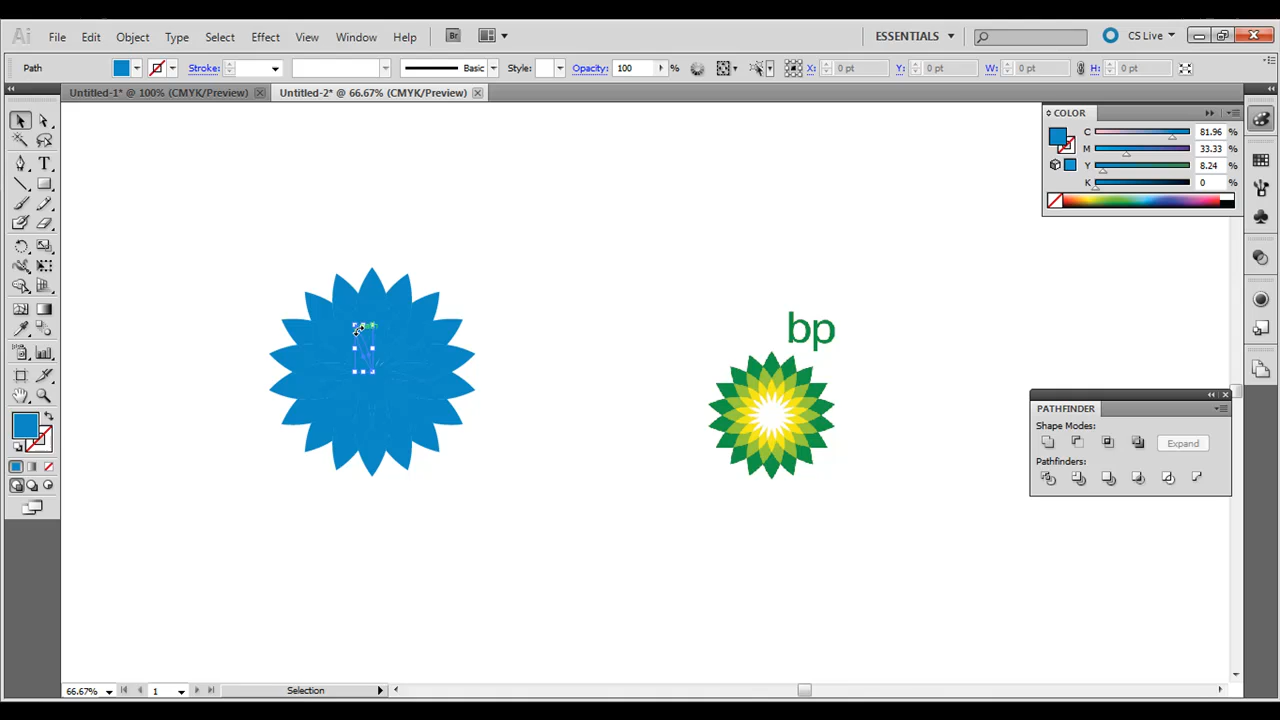 Ai File Edit Object Type Select Effect View Window Help Br ESSENTIALS CS Live
Path Stroke: Basic Style: Opacity: 100 % X: 0 pt Y: 0 pt W: 0 pt H: 0 pt
Untitled-1* @ 100% (CMYK/Preview) Untitled-2* @ 66.67% (CMYK/Preview)
COLOR
C 81.96 %
M 33.33 %
Y 8.24 %
K 0 %
bp
PATHFINDER
Shape Modes:
Expand
Pathfinders:
66.67% 1 Selection